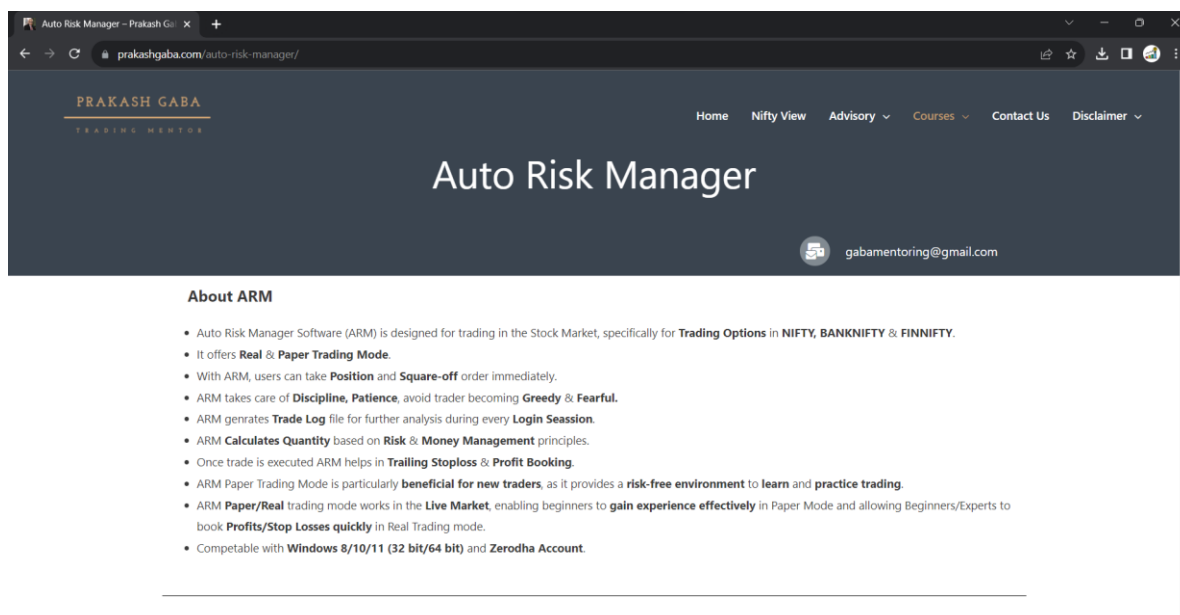 Auto Risk Manager – Prakash Ga
prakashgaba.com/auto-risk-manager/
PRAKASH GABA
TRADING MENTOR
Home Nifty View Advisory Courses Contact Us Disclaimer
Auto Risk Manager
gabamentoring@gmail.com
About ARM
• Auto Risk Manager Software (ARM) is designed for trading in the Stock Market, specifically for Trading Options in NIFTY, BANKNIFTY & FINNIFTY.
• It offers Real & Paper Trading Mode.
• With ARM, users can take Position and Square-off order immediately.
• ARM takes care of Discipline, Patience, avoid trader becoming Greedy & Fearful.
• ARM genrates Trade Log file for further analysis during every Login Seassion.
• ARM Calculates Quantity based on Risk & Money Management principles.
• Once trade is executed ARM helps in Trailing Stoploss & Profit Booking.
• ARM Paper Trading Mode is particularly beneficial for new traders, as it provides a risk-free environment to learn and practice trading.
• ARM Paper/Real trading mode works in the Live Market, enabling beginners to gain experience effectively in Paper Mode and allowing Beginners/Experts to
book Profits/Stop Losses quickly in Real Trading mode.
• Competable with Windows 8/10/11 (32 bit/64 bit) and Zerodha Account.